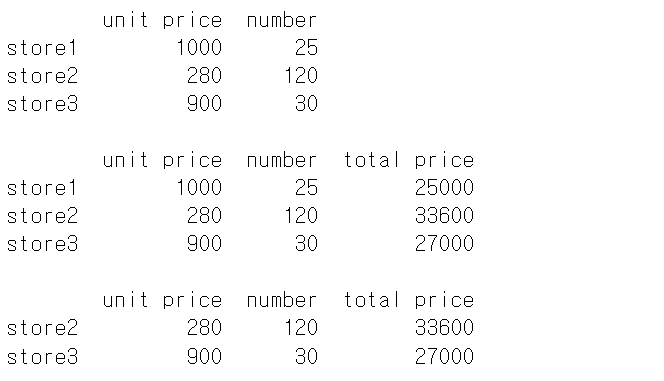 unit price number
store1 1000 25
store2 280 120
store3 900 30
unit price number total price
store1 1000 25 25000
store2 280 120 33600
store3 900 30 27000
unit price number total price
store2 280 120 33600
store3 900 30 27000